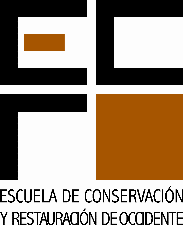 ESCUELA DE CONSERVACIÓN
Y RESTAURACIÓN DE OCCIDENTE